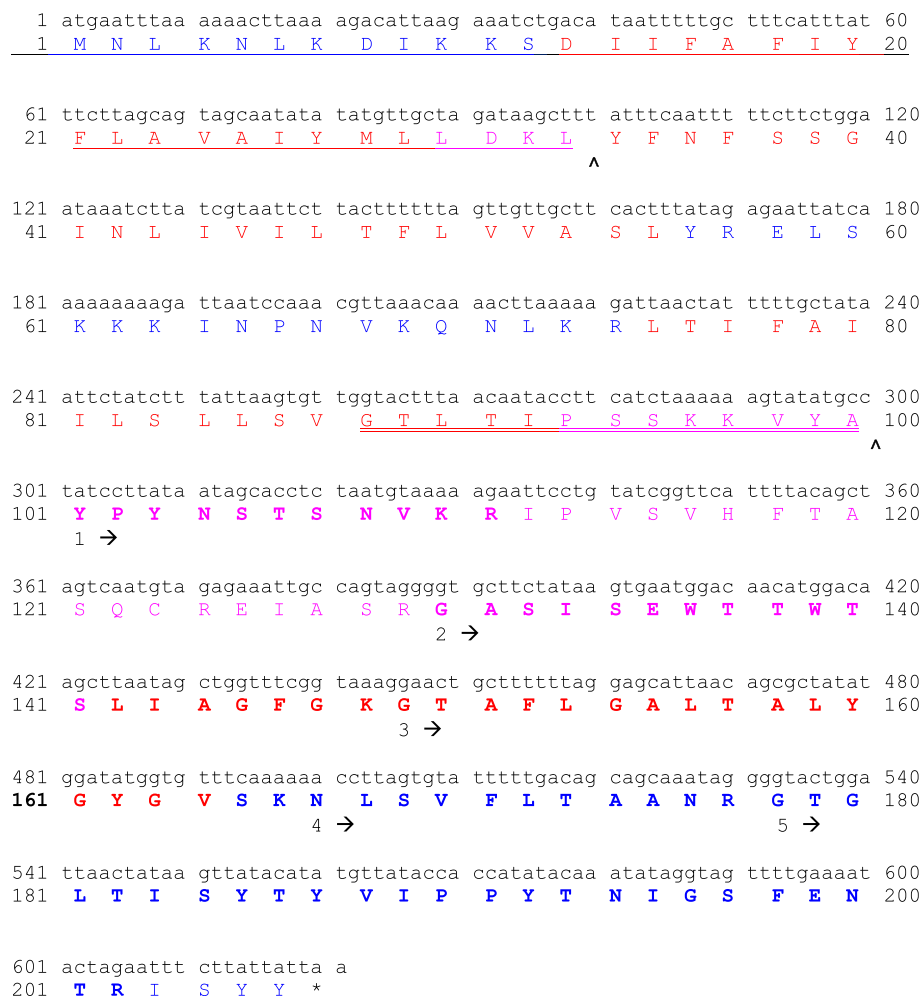 1 atgaatttaa aaaacttaaa agacattaag aaatctgaca taatttttgc tttcatttat 60
1 M N L K N L K D I K K S D I I F A F I Y 20
61 ttcttagcag tagcaatata tatgttgcta gataagcttt atttcaattt ttcttctgga 120
21 F L A V A I Y M L L D K L Y F N F S S G 40
^
121 ataaatctta tcgtaattct tactttttta gttgttgctt cactttatag agaattatca 180
41 I N L I V I L T F L V V A S L Y R E L S 60
181 aaaaaaaaga ttaatccaaa cgttaaacaa aacttaaaaa gattaactat ttttgctata 240
61 K K K I N P N V K Q N L K R L T I F A I 80
241 attctatctt tattaagtgt tggtacttta acaatacctt catctaaaaa agtatatgcc 300
81 I L S L L S V G T L T I P S S K K V Y A 100
^
301 tatccttata atagcacctc taatgtaaaa agaattcctg tatcggttca ttttacagct 360
101 Y P Y N S T S N V K R I P V S V H F T A 120
1 →
361 agtcaatgta gagaaattgc cagtaggggt gcttctataa gtgaatggac aacatggaca 420
121 S Q C R E I A S R G A S I S E W T T W T 140
2 →
421 agcttaatag ctggtttcgg taaaggaact gcttttttag gagcattaac agcgctatat 480
141 S L I A G F G K G T A F L G A L T A L Y 160
3 →
481 ggatatggtg tttcaaaaaa ccttagtgta tttttgacag cagcaaatag gggtactgga 540
161 G Y G V S K N L S V F L T A A N R G T G 180
4 → 5 →
541 ttaactataa gttatacata tgttatacca ccatatacaa atataggtag ttttgaaaat 600
181 L T I S Y T Y V I P P Y T N I G S F E N 200
601 actagaattt cttattatta a
201 T R I S Y Y *